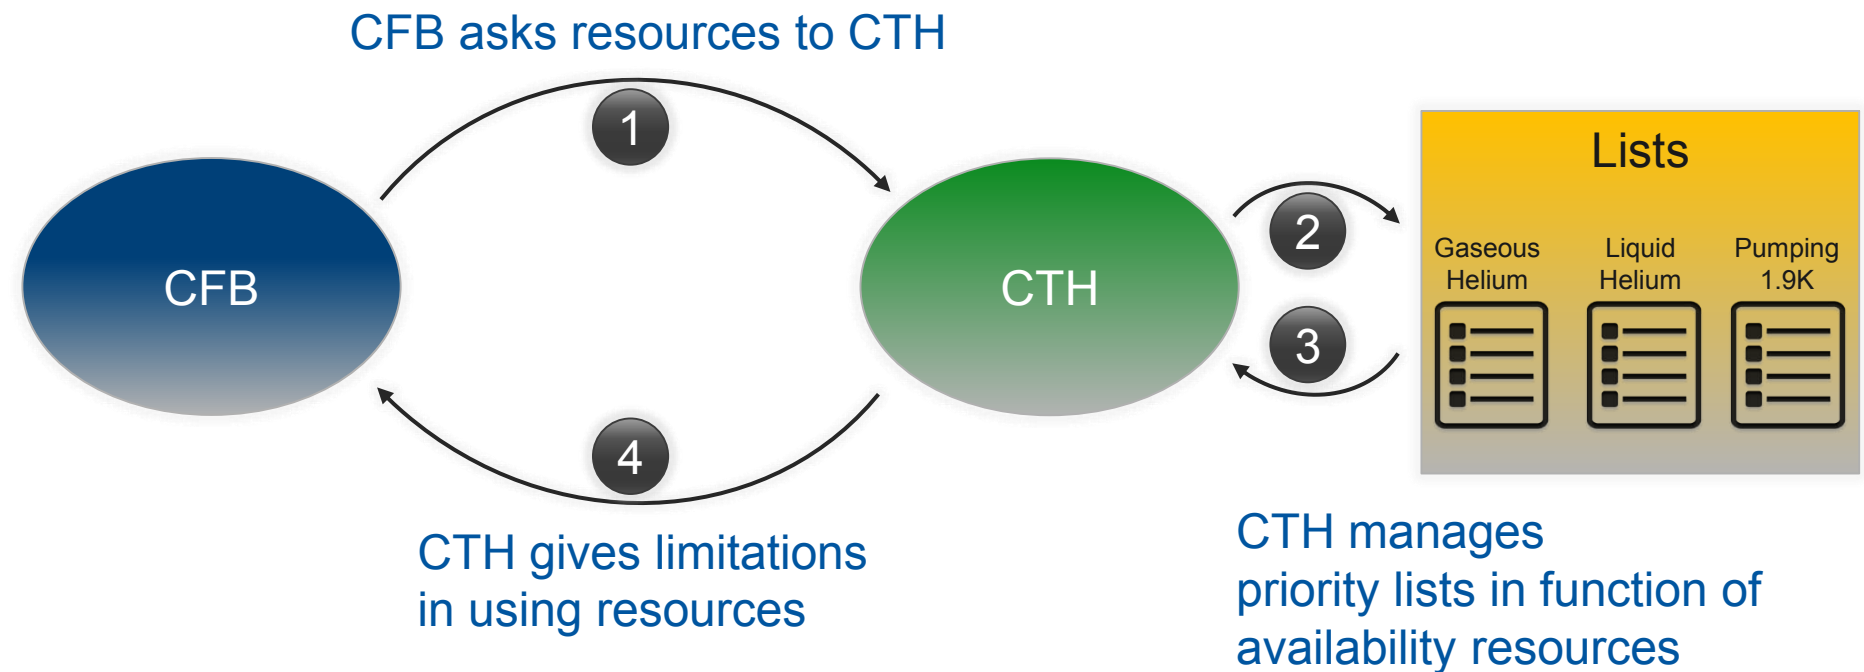 CFB asks resources to CTH
1
CFB
CTH
2
3
4
Lists
Gaseous
Helium
Liquid
Helium
Pumping
1.9K
CTH gives limitations
in using resources
CTH manages
priority lists in function of
availability resources